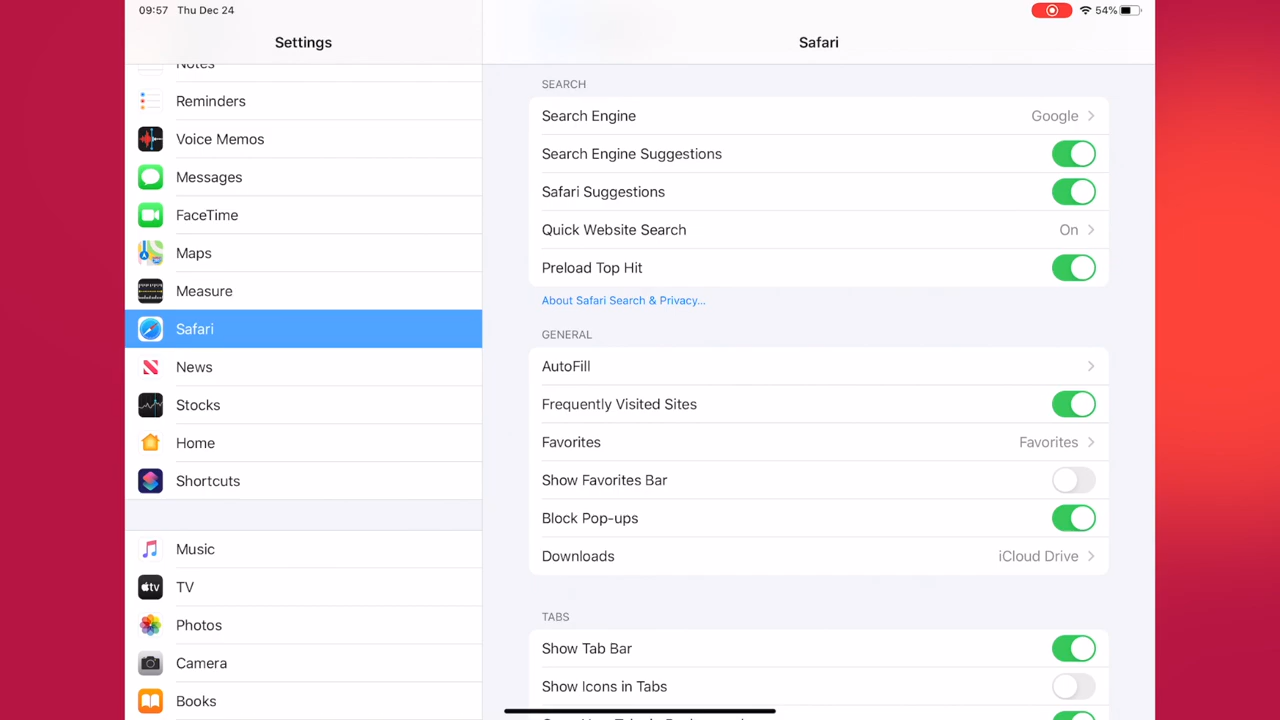 09:57 Thu Dec 24
54%
Settings
Notes
Reminders
Voice Memos
Messages
FaceTime
Maps
Measure
Safari
News
Stocks
Home
Shortcuts
Music
tv
TV
Photos
Camera
Books
Safari
SEARCH
Search Engine Google
Search Engine Suggestions
Safari Suggestions
Quick Website Search On
Preload Top Hit
About Safari Search & Privacy...
GENERAL
AutoFill
Frequently Visited Sites
Favorites Favorites
Show Favorites Bar
Block Pop-ups
Downloads iCloud Drive
TABS
Show Tab Bar
Show Icons in Tabs